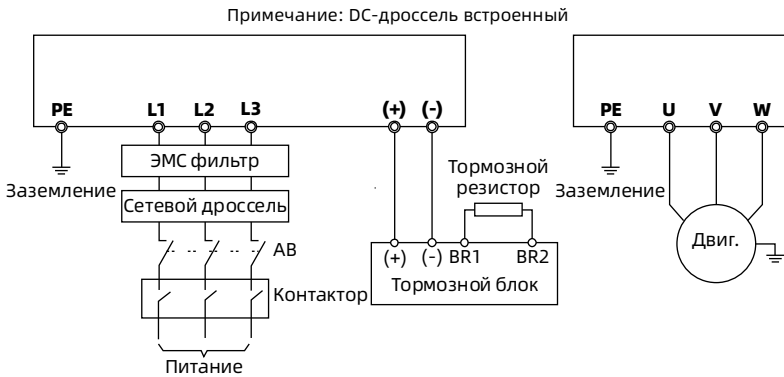 Примечание: DC-дроссель встроенный
PE L1 L2 L3 (+) (-) PE U V W
ЭМС фильтр
Заземление
Сетевой дроссель
Тормозной
резистор
Заземление
Двиг.
АВ
(+) (-) BR1 BR2
Тормозной блок
Контактор
Питание